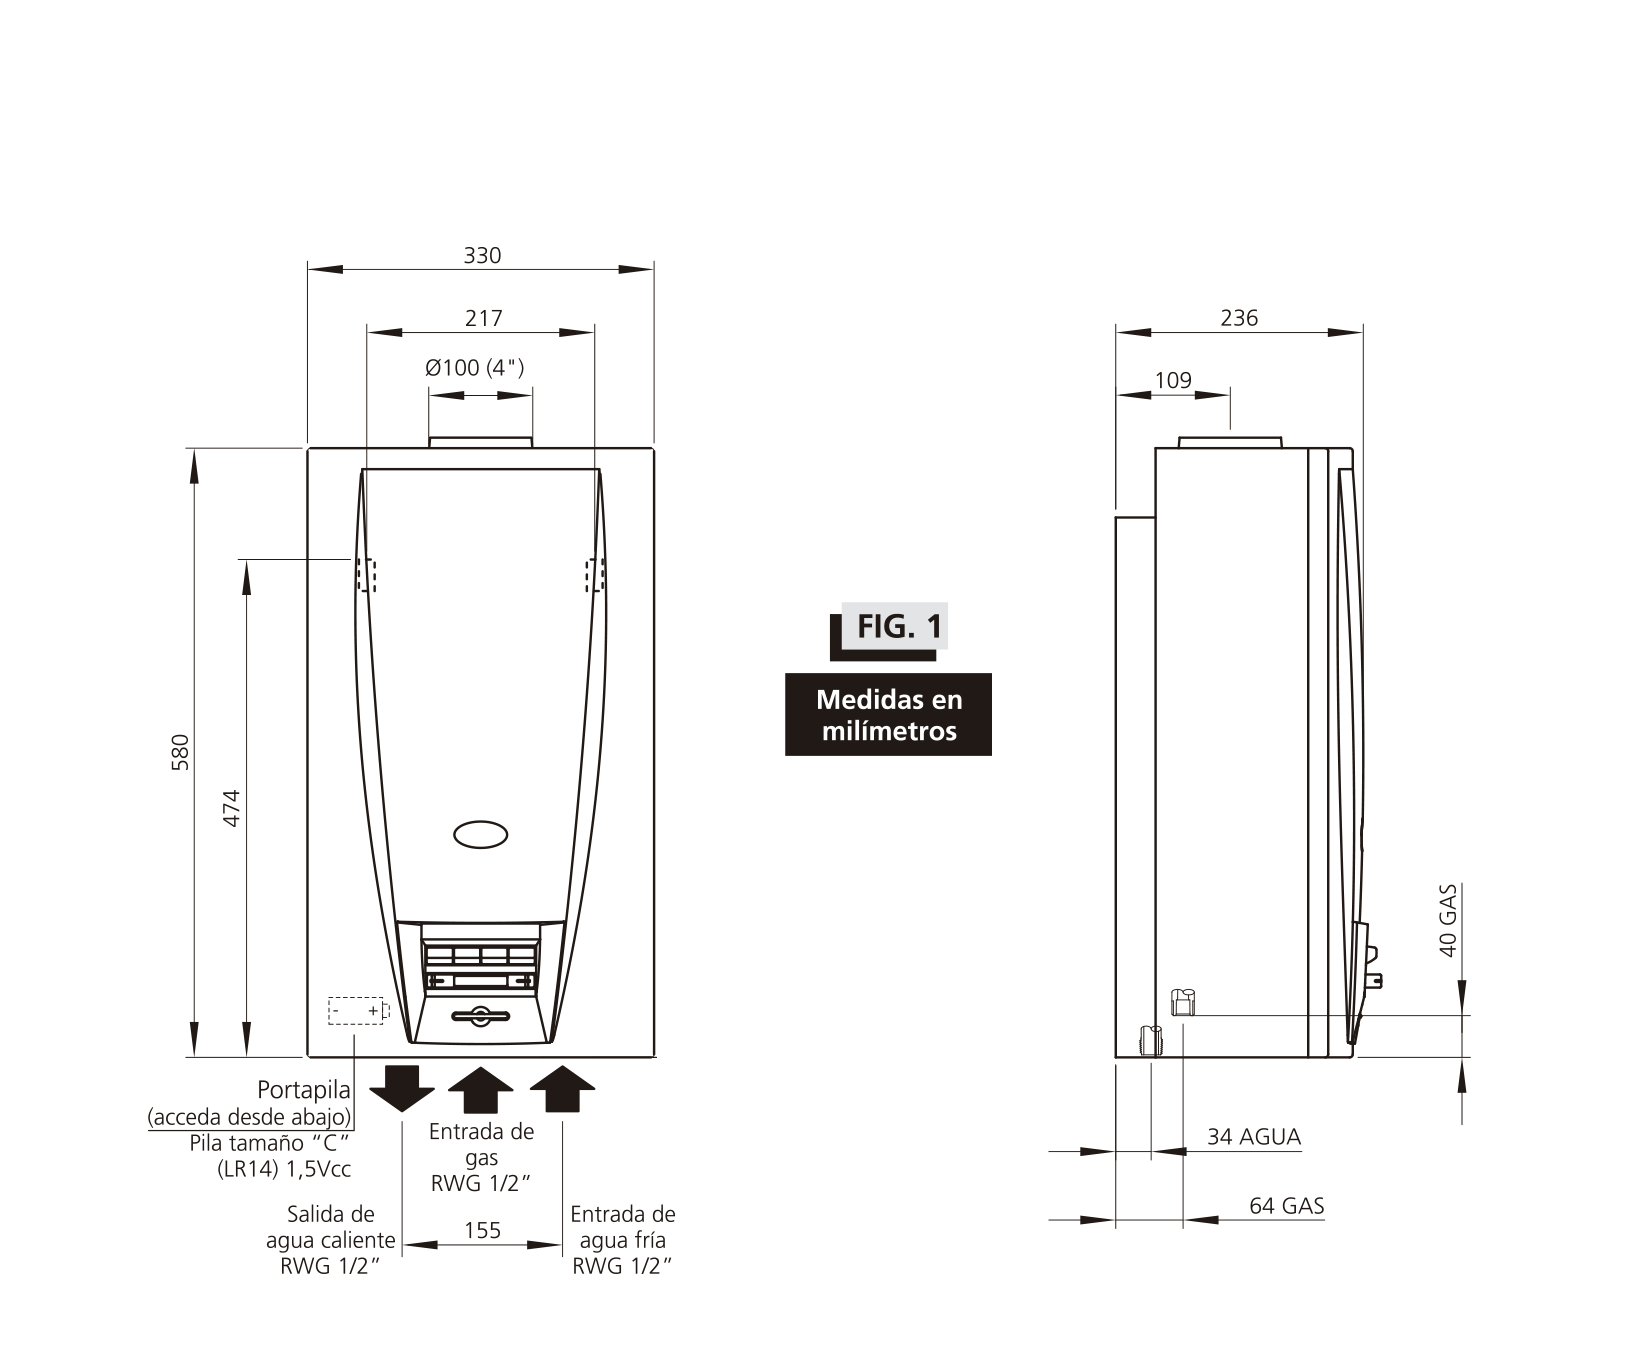 330
217
Ø100 (4")
580
474
Portapila
(acceda desde abajo)
Pila tamaño “C”
(LR14) 1,5Vcc
- +
Entrada de
gas
RWG 1/2”
Salida de
agua caliente
RWG 1/2”
155
Entrada de
agua fría
RWG 1/2”
FIG. 1
Medidas en
milímetros
236
109
40 GAS
34 AGUA
64 GAS